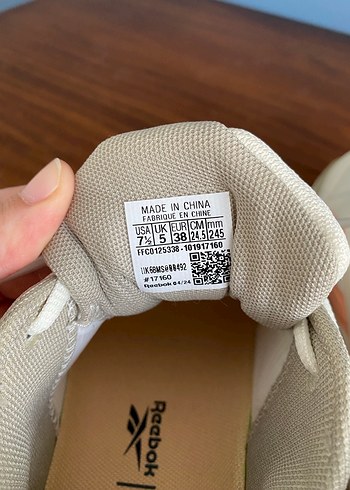 MADE IN CHINA
FABRIQUE EN CHINE
USA UK EUR CM mm
7½ 5 38 24.5 245
FFC0125338-101917160
#17160
Reebok 04/24
Reebok